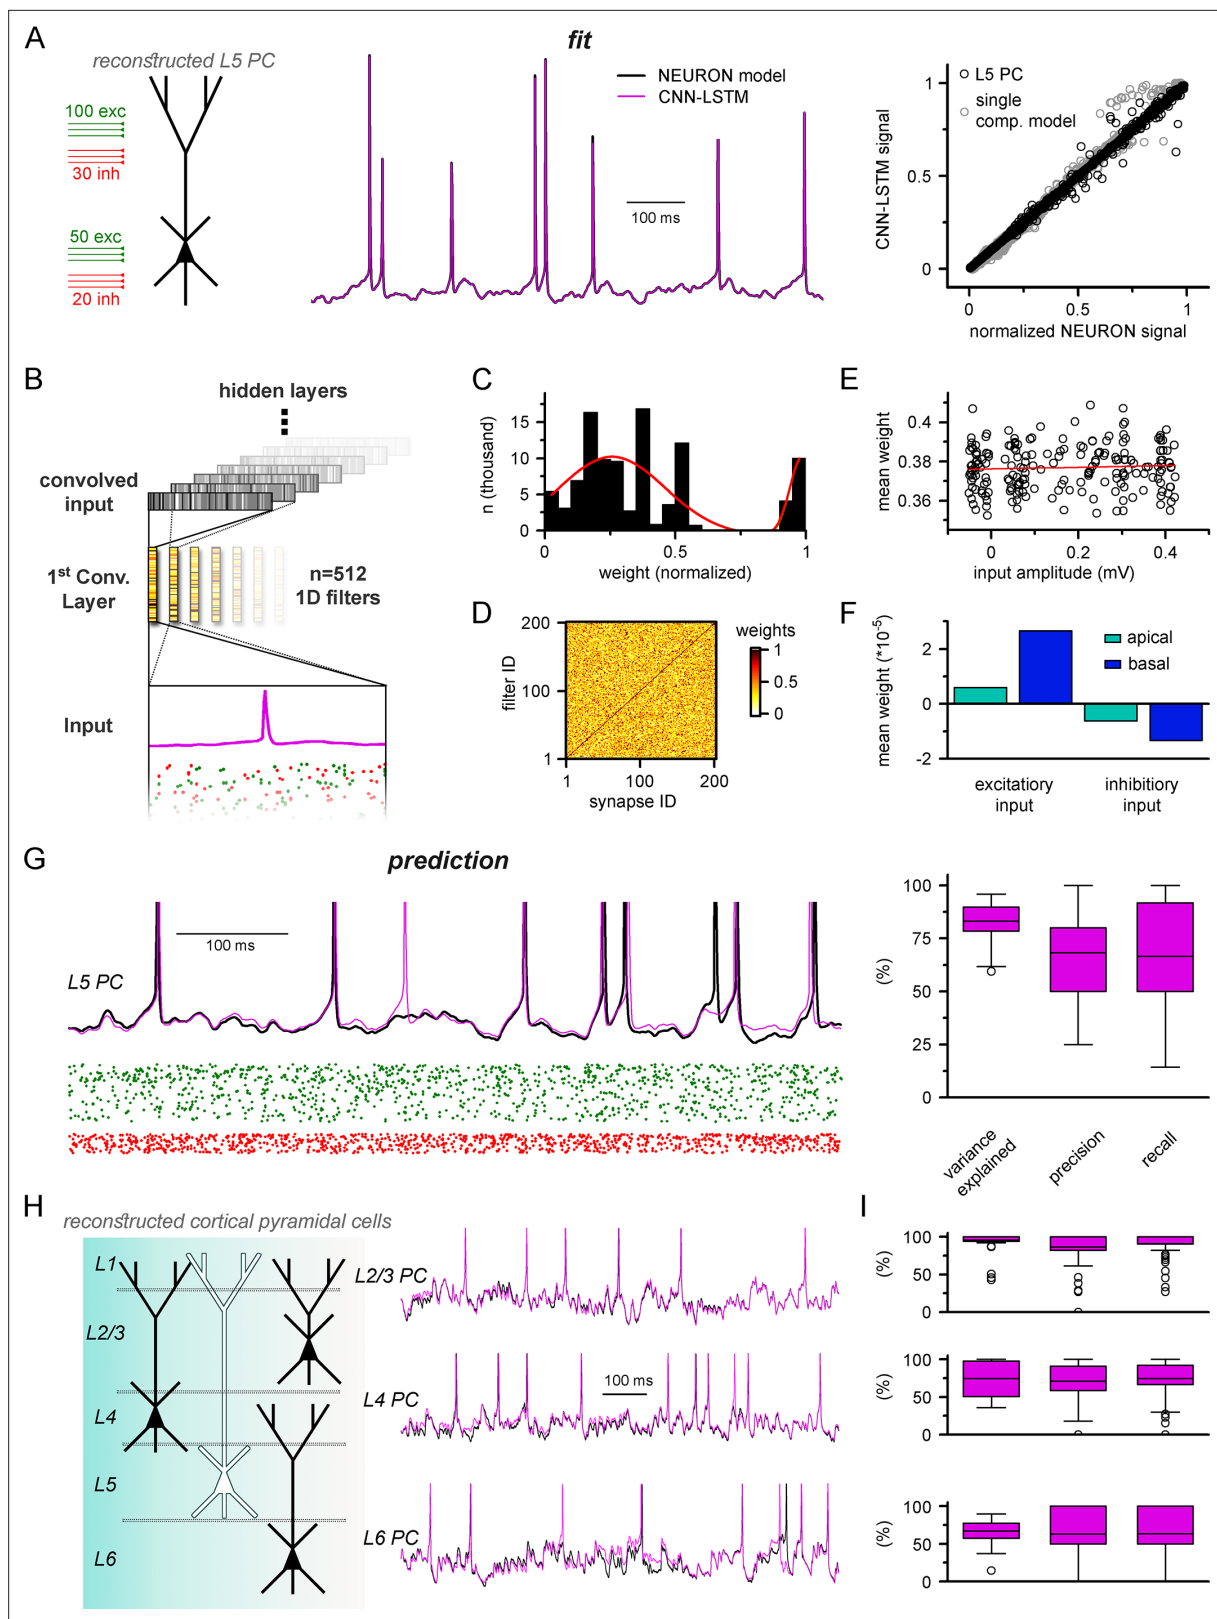 A
fit
reconstructed L5 PC
100 exc
30 inh
50 exc
20 inh
NEURON model
CNN-LSTM
100 ms
CNN-LSTM signal
1
0.5
0
L5 PC
single
comp. model
0
0.5
1
normalized NEURON signal
B
hidden layers
convolved
input
1st Conv.
Layer
n=512
1D filters
Input
C
n (thousand)
15
10
5
0
0
0.5
1
weight (normalized)
D
filter ID
200
100
1
1
100
200
synapse ID
weights
1
0.5
0
E
mean weight
0.4
0.38
0.36
0
0.2
0.4
input amplitude (mV)
F
mean weight (*10-5)
2
0
-2
apical
basal
excitatiory
input
inhibitiory
input
G
prediction
100 ms
L5 PC
(%)
100
75
50
25
0
variance
explained
precision
recall
H
reconstructed cortical pyramidal cells
L1
L2/3
L4
L5
L6
L2/3 PC
L4 PC
100 ms
L6 PC
I
(%)
100
50
0
(%)
100
50
0
(%)
100
50
0